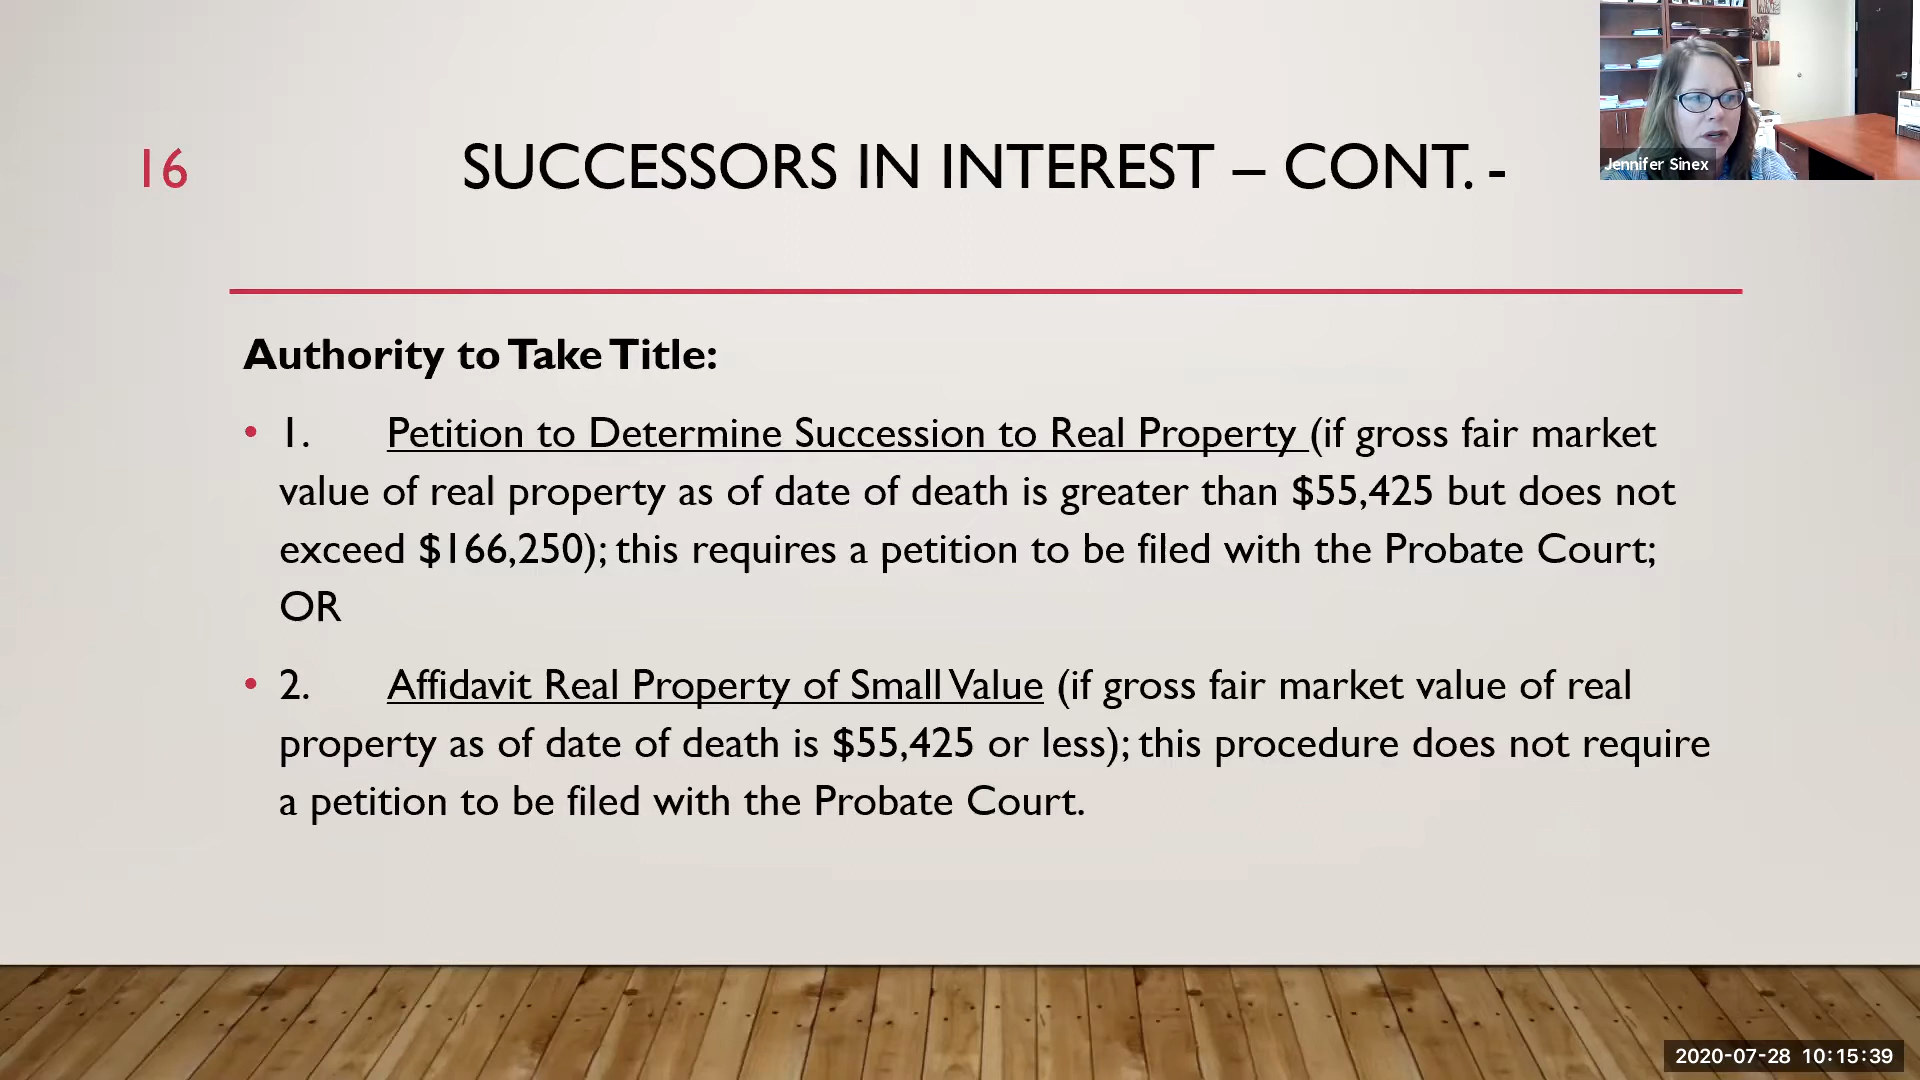 16
SUCCESSORS IN INTEREST – CONT. -
Jennifer Sinex
Authority to Take Title:
• 1. Petition to Determine Succession to Real Property (if gross fair market
value of real property as of date of death is greater than $55,425 but does not
exceed $166,250); this requires a petition to be filed with the Probate Court;
OR
• 2. Affidavit Real Property of Small Value (if gross fair market value of real
property as of date of death is $55,425 or less); this procedure does not require
a petition to be filed with the Probate Court.
2020-07-28 10:15:39